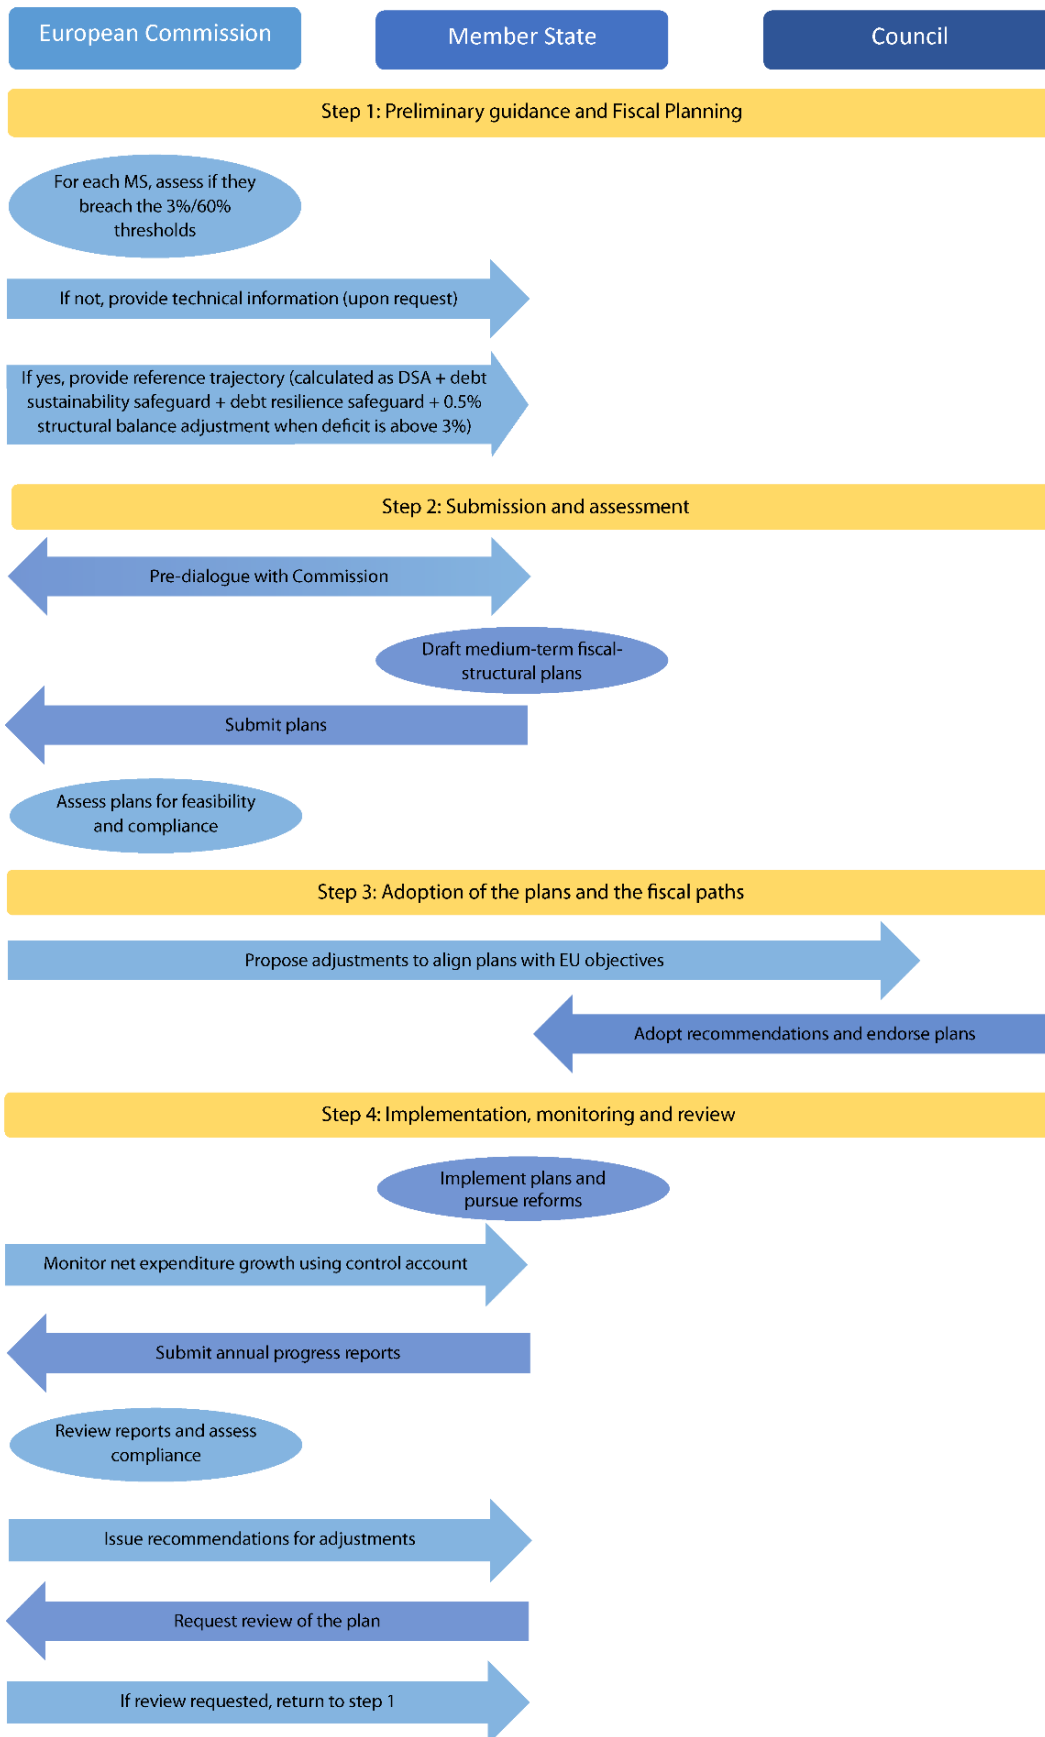 European Commission
Member State
Council
Step 1: Preliminary guidance and Fiscal Planning
For each MS, assess if they
breach the 3%/60%
thresholds
If not, provide technical information (upon request)
If yes, provide reference trajectory (calculated as DSA + debt
sustainability safeguard + debt resilience safeguard + 0.5%
structural balance adjustment when deficit is above 3%)
Step 2: Submission and assessment
Pre-dialogue with Commission
Draft medium-term fiscal-
structural plans
Submit plans
Assess plans for feasibility
and compliance
Step 3: Adoption of the plans and the fiscal paths
Propose adjustments to align plans with EU objectives
Adopt recommendations and endorse plans
Step 4: Implementation, monitoring and review
Implement plans and
pursue reforms
Monitor net expenditure growth using control account
Submit annual progress reports
Review reports and assess
compliance
Issue recommendations for adjustments
Request review of the plan
If review requested, return to step 1